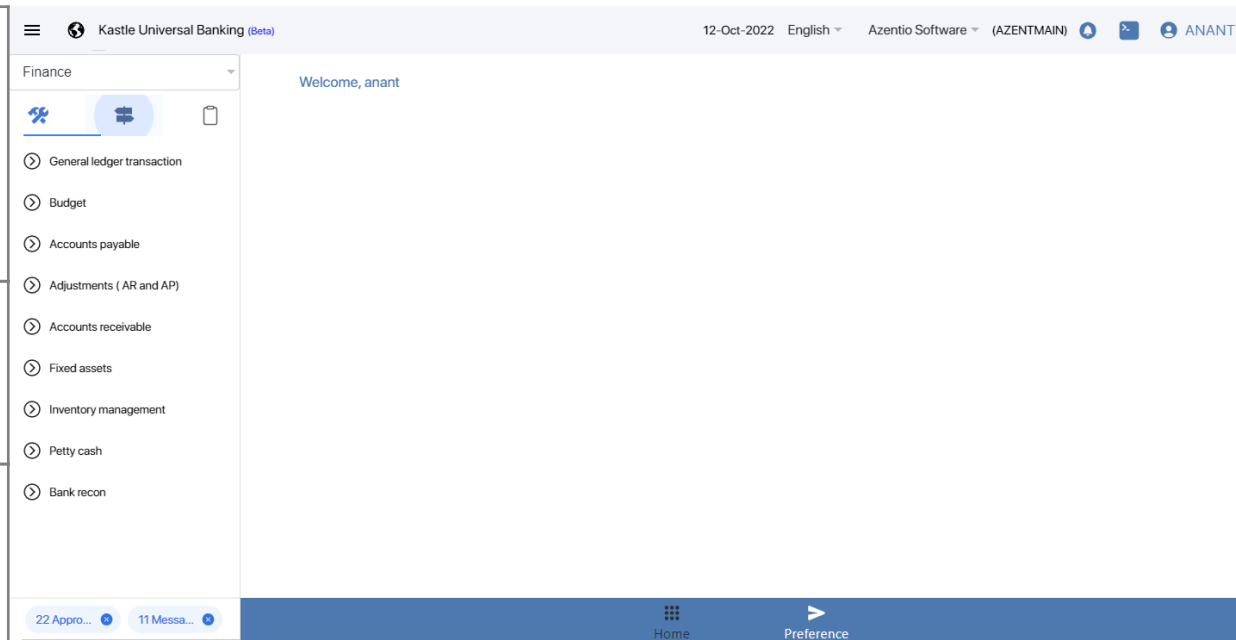 Kastle Universal Banking (Beta)
12-Oct-2022 English Azentio Software (AZENTMAIN) ANANT
Finance
Welcome, anant
General ledger transaction
Budget
Accounts payable
Adjustments ( AR and AP)
Accounts receivable
Fixed assets
Inventory management
Petty cash
Bank recon
22 Appro... 11 Messa...
Home Preference